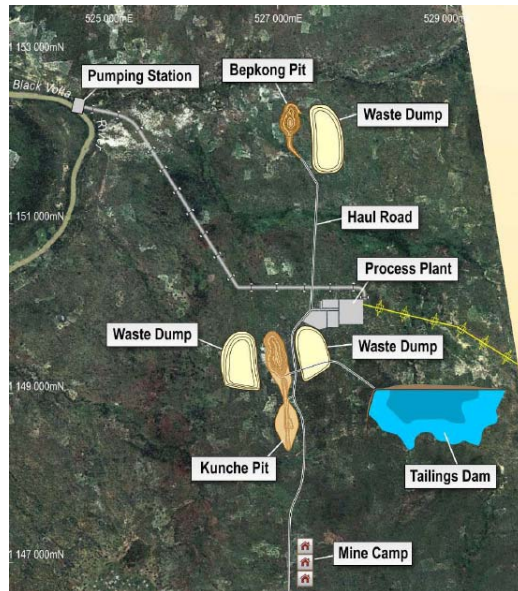 525 000mE
527 000mE
529 000mE
1 153 000mN
Bepkong Pit
Pumping Station
Black Volta
River
Waste Dump
1 151 000mN
Haul Road
Process Plant
Waste Dump
Waste Dump
1 149 000mN
Kunche Pit
Tailings Dam
1 147 000mN
Mine Camp